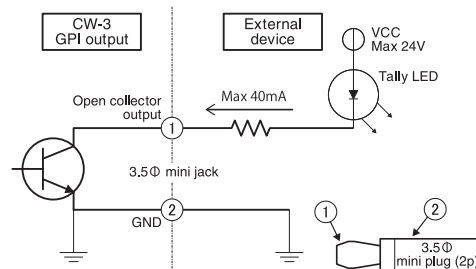 CW-3
GPI output
External
device
VCC
Max 24V
Tally LED
Open collector
output
Max 40mA
1
3.5Φ mini jack
2
GND
1
2
3.5Φ
mini plug (2p)